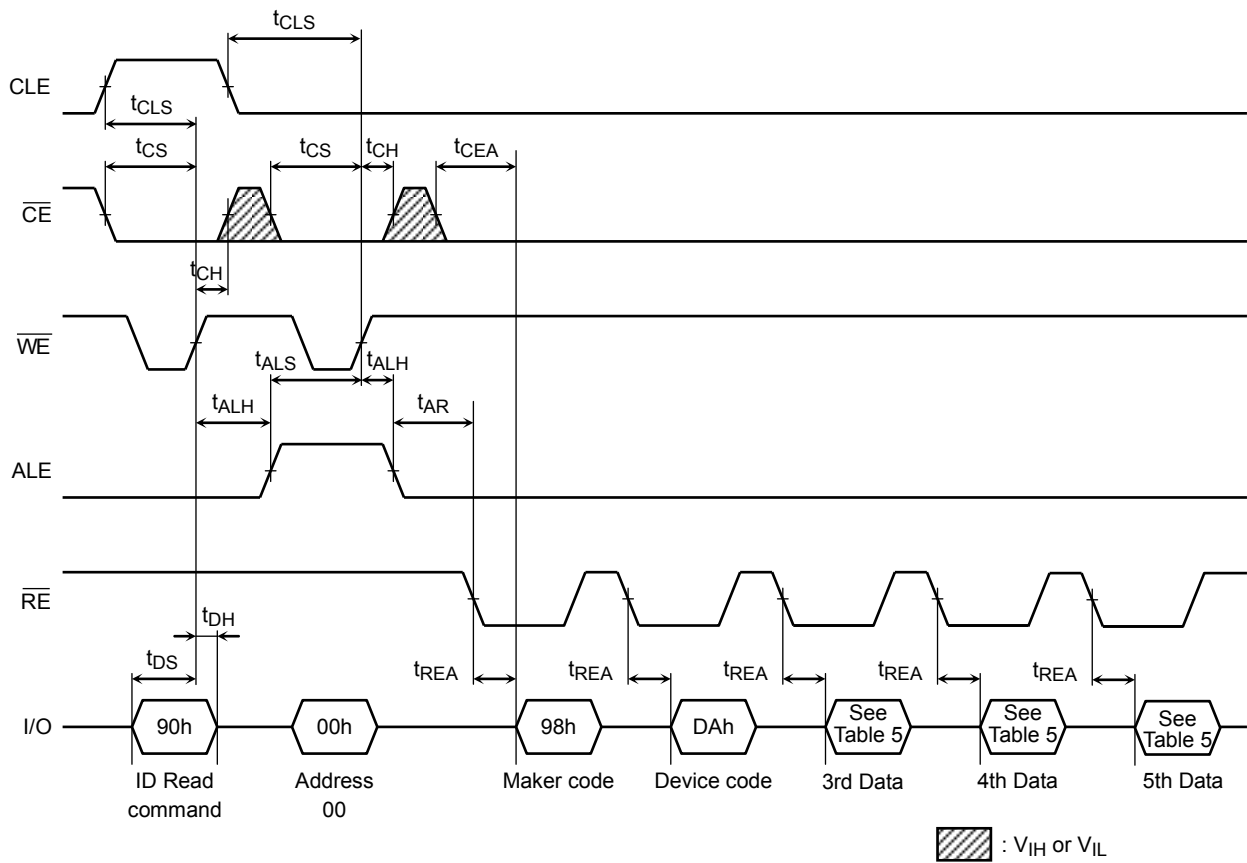 tCLS
CLE
tCLS
tCS
tCS
tCH
tCEA
CE
tCH
WE
tALS
tALH
tALH
tAR
ALE
RE
tDH
tDS
tREA
tREA
tREA
tREA
tREA
I/O
90h
00h
98h
DAh
See
Table 5
See
Table 5
See
Table 5
ID Read
command
Address
00
Maker code
Device code
3rd Data
4th Data
5th Data
: VIH or VIL